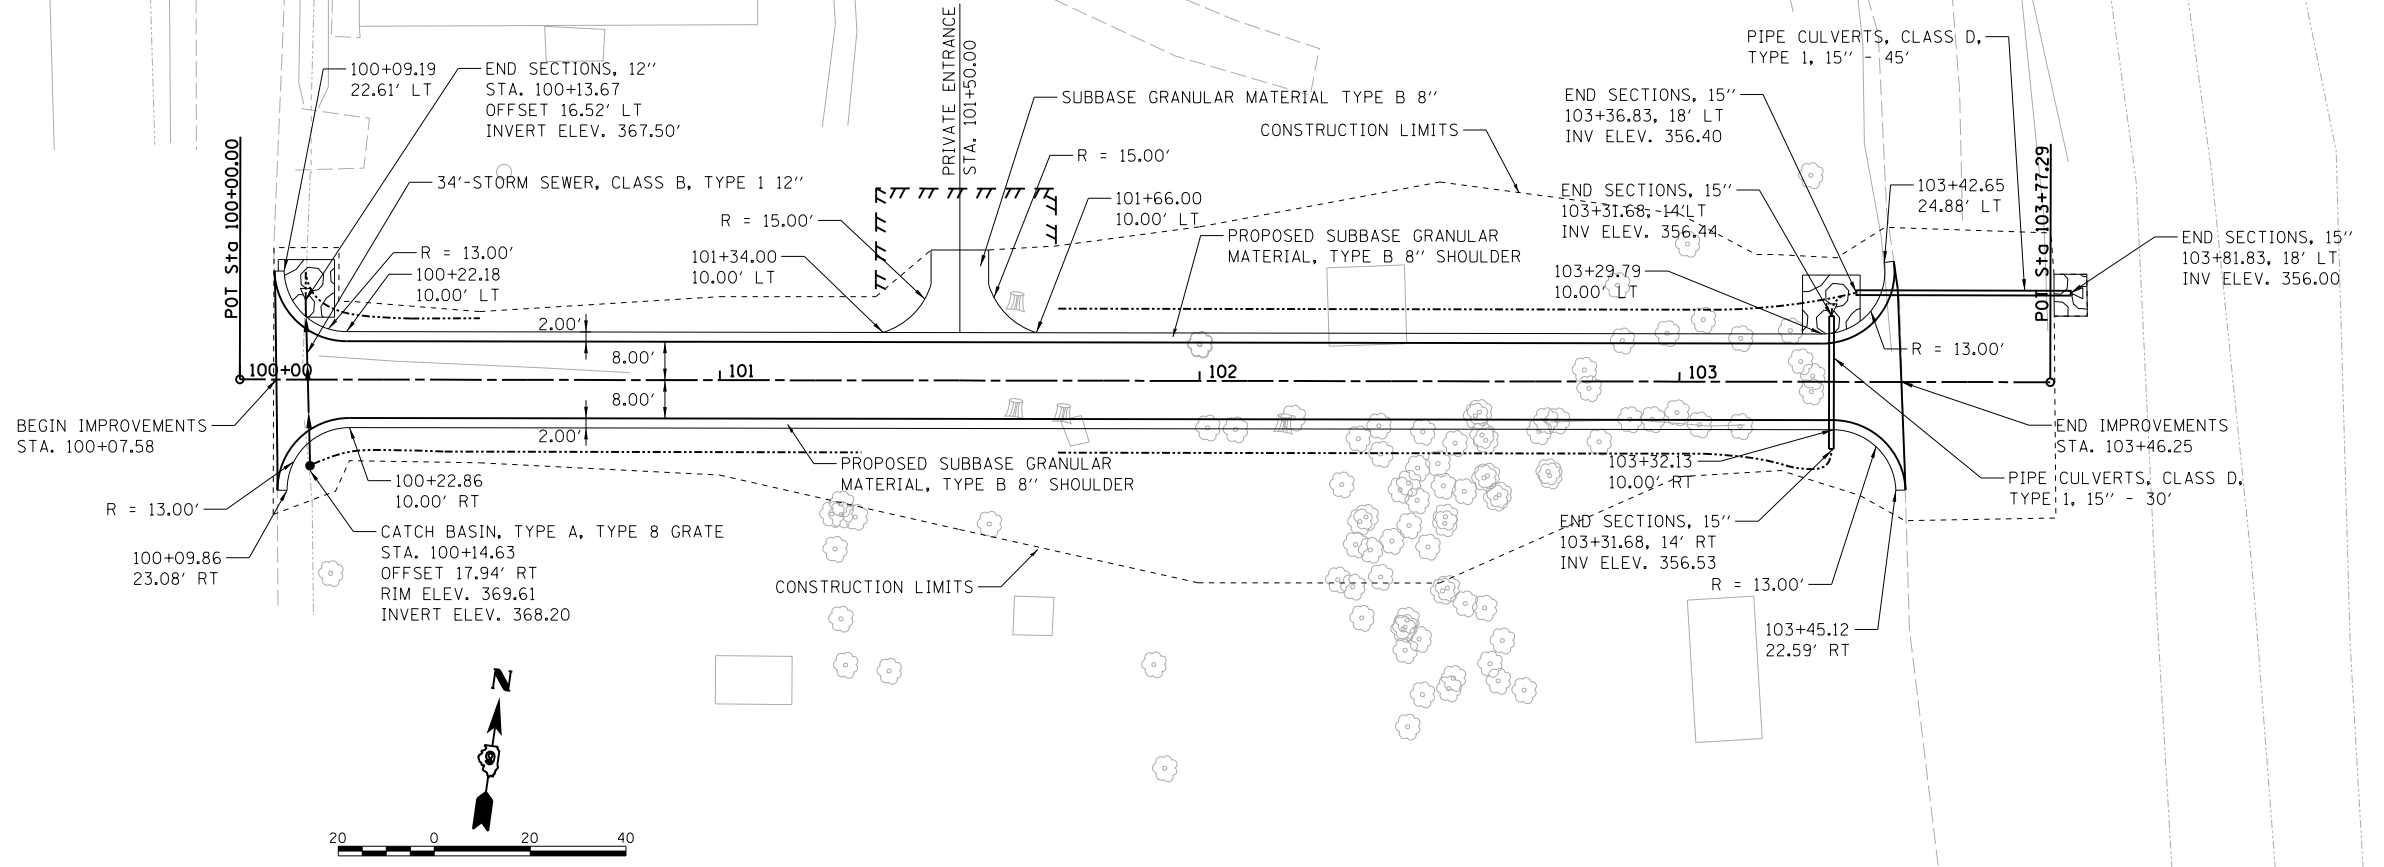 PRIVATE ENTRANCE
STA. 101+50.00
PIPE CULVERTS, CLASS D,
TYPE 1, 15'' - 45'
100+09.19
22.61' LT
END SECTIONS, 12''
STA. 100+13.67
OFFSET 16.52' LT
INVERT ELEV. 367.50'
SUBBASE GRANULAR MATERIAL TYPE B 8''
CONSTRUCTION LIMITS
END SECTIONS, 15''
103+36.83, 18' LT
INV ELEV. 356.40
POT Sta 100+00.00
R = 15.00'
34'-STORM SEWER, CLASS B, TYPE 1 12''
END SECTIONS, 15''
103+31.68, 14'LT
INV ELEV. 356.44
103+42.65
24.88' LT
POT Sta 103+77.29
R = 15.00'
101+66.00
10.00' LT
R = 13.00'
100+22.18
10.00' LT
101+34.00
10.00' LT
PROPOSED SUBBASE GRANULAR
MATERIAL, TYPE B 8'' SHOULDER
END SECTIONS, 15''
103+81.83, 18' LT
INV ELEV. 356.00
103+29.79
10.00' LT
2.00'
8.00'
R = 13.00'
100+00
101
102
103
8.00'
2.00'
BEGIN IMPROVEMENTS
STA. 100+07.58
END IMPROVEMENTS
STA. 103+46.25
PROPOSED SUBBASE GRANULAR
MATERIAL, TYPE B 8'' SHOULDER
103+32.13
10.00' RT
100+22.86
10.00' RT
PIPE CULVERTS, CLASS D,
TYPE 1, 15'' - 30'
R = 13.00'
CATCH BASIN, TYPE A, TYPE 8 GRATE
STA. 100+14.63
OFFSET 17.94' RT
RIM ELEV. 369.61
INVERT ELEV. 368.20
END SECTIONS, 15''
103+31.68, 14' RT
INV ELEV. 356.53
100+09.86
23.08' RT
CONSTRUCTION LIMITS
R = 13.00'
103+45.12
22.59' RT
N
20 0 20 40